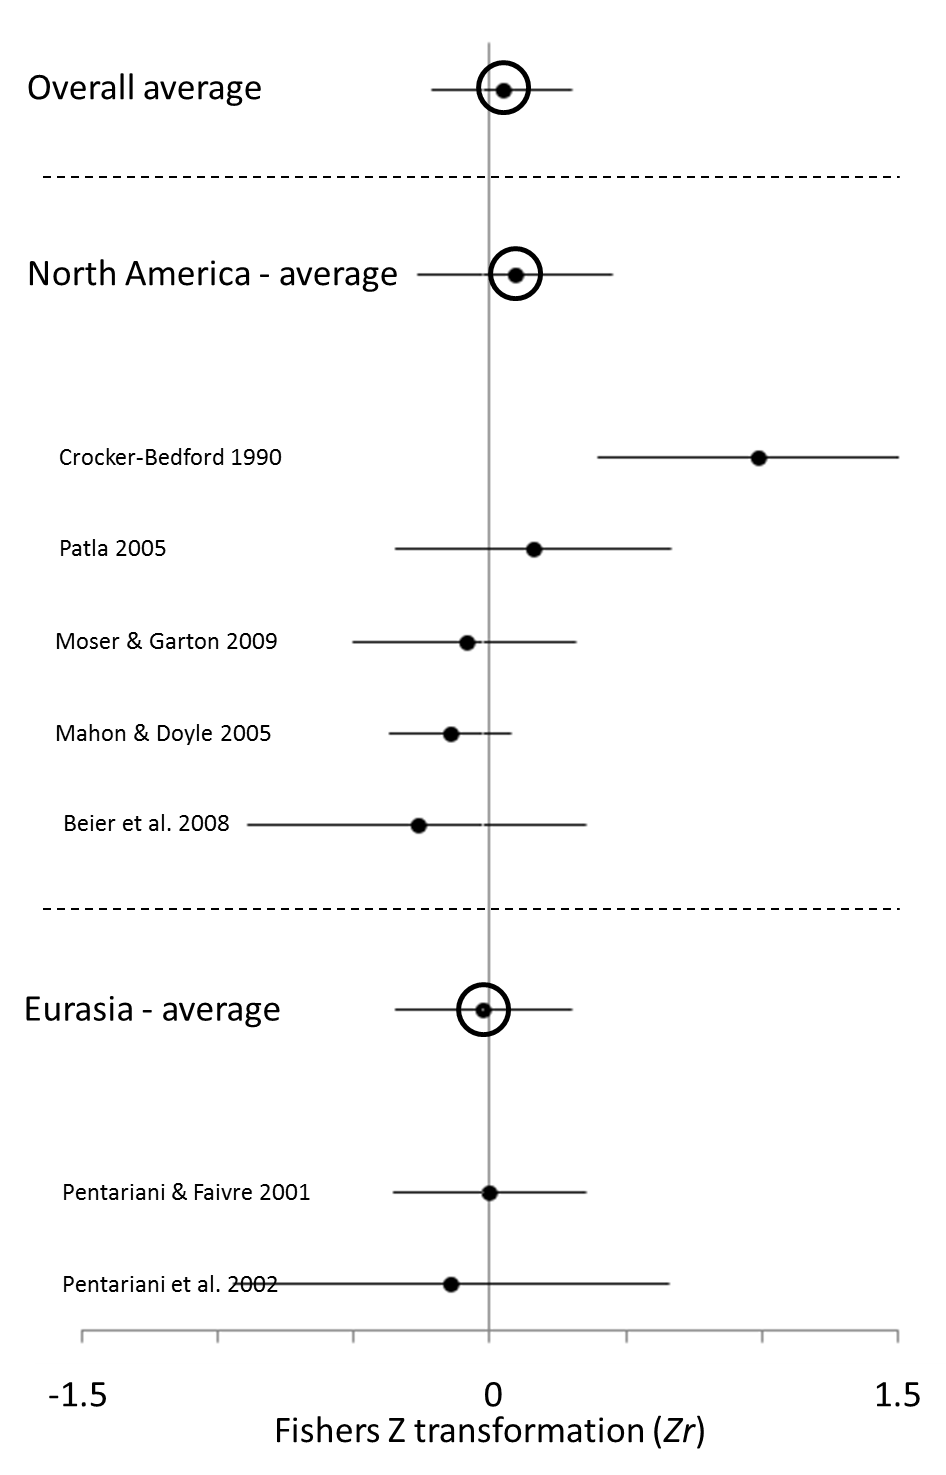 Overall average
North America - average
Crocker-Bedford 1990
Patla 2005
Moser & Garton 2009
Mahon & Doyle 2005
Beier et al. 2008
Eurasia - average
Pentariani & Faivre 2001
Pentariani et al. 2002
-1.5 0 1.5
Fishers Z transformation (Zr)